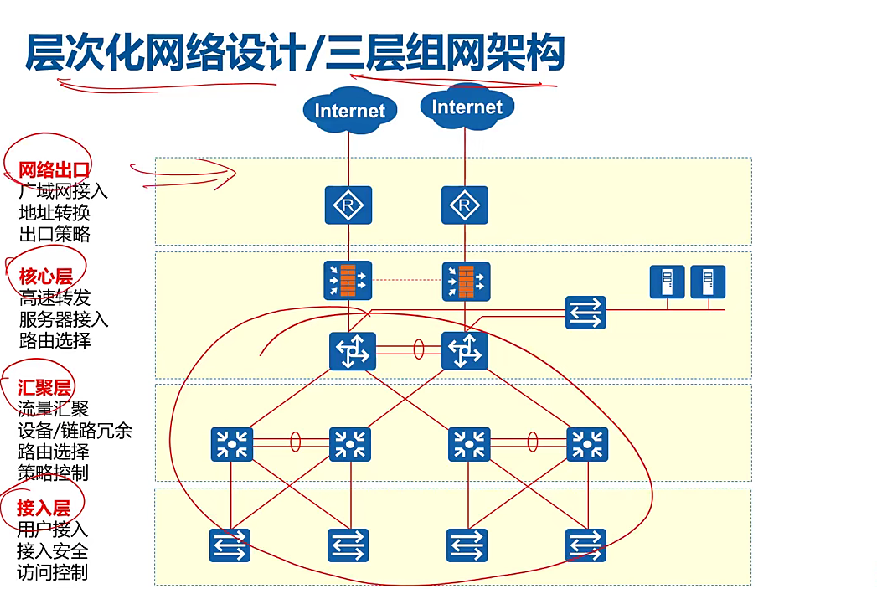 层次化网络设计/三层组网架构
Internet
Internet
网络出口
广域网接入
地址转换
出口策略
R
R
核心层
高速转发
服务器接入
路由选择
汇聚层
流量汇聚
设备/链路冗余
路由选择
策略控制
接入层
用户接入
接入安全
访问控制